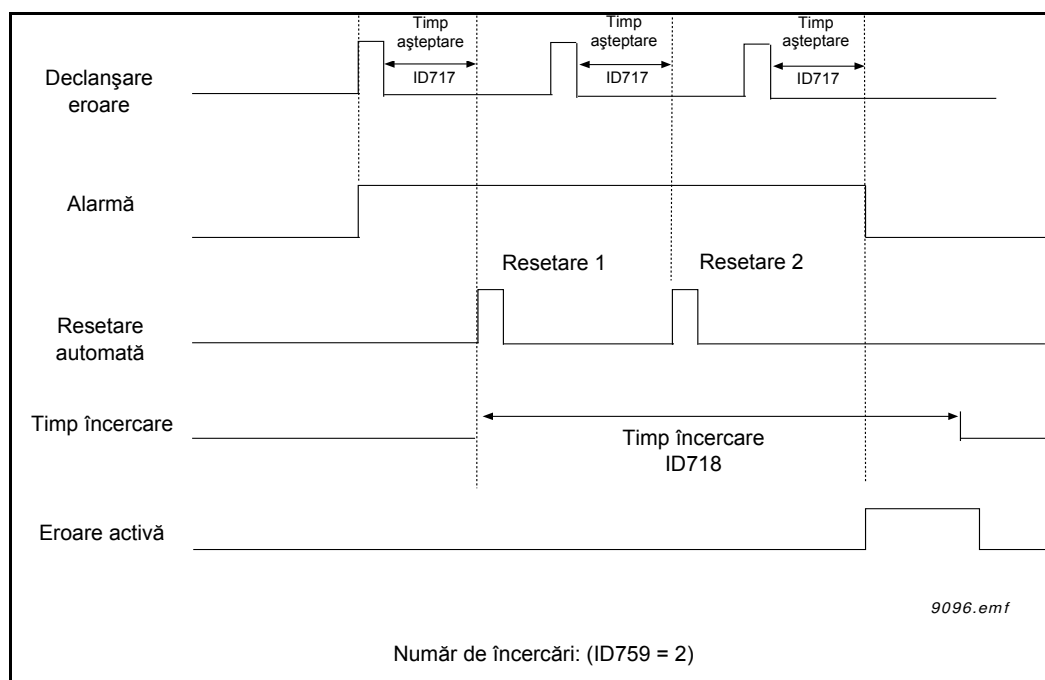 Timp
aşteptare
ID717
Timp
aşteptare
ID717
Timp
aşteptare
ID717
Declanşare
eroare
Alarmă
Resetare 1
Resetare 2
Resetare
automată
Timp încercare
Timp încercare
ID718
Eroare activă
9096.emf
Număr de încercări: (ID759 = 2)